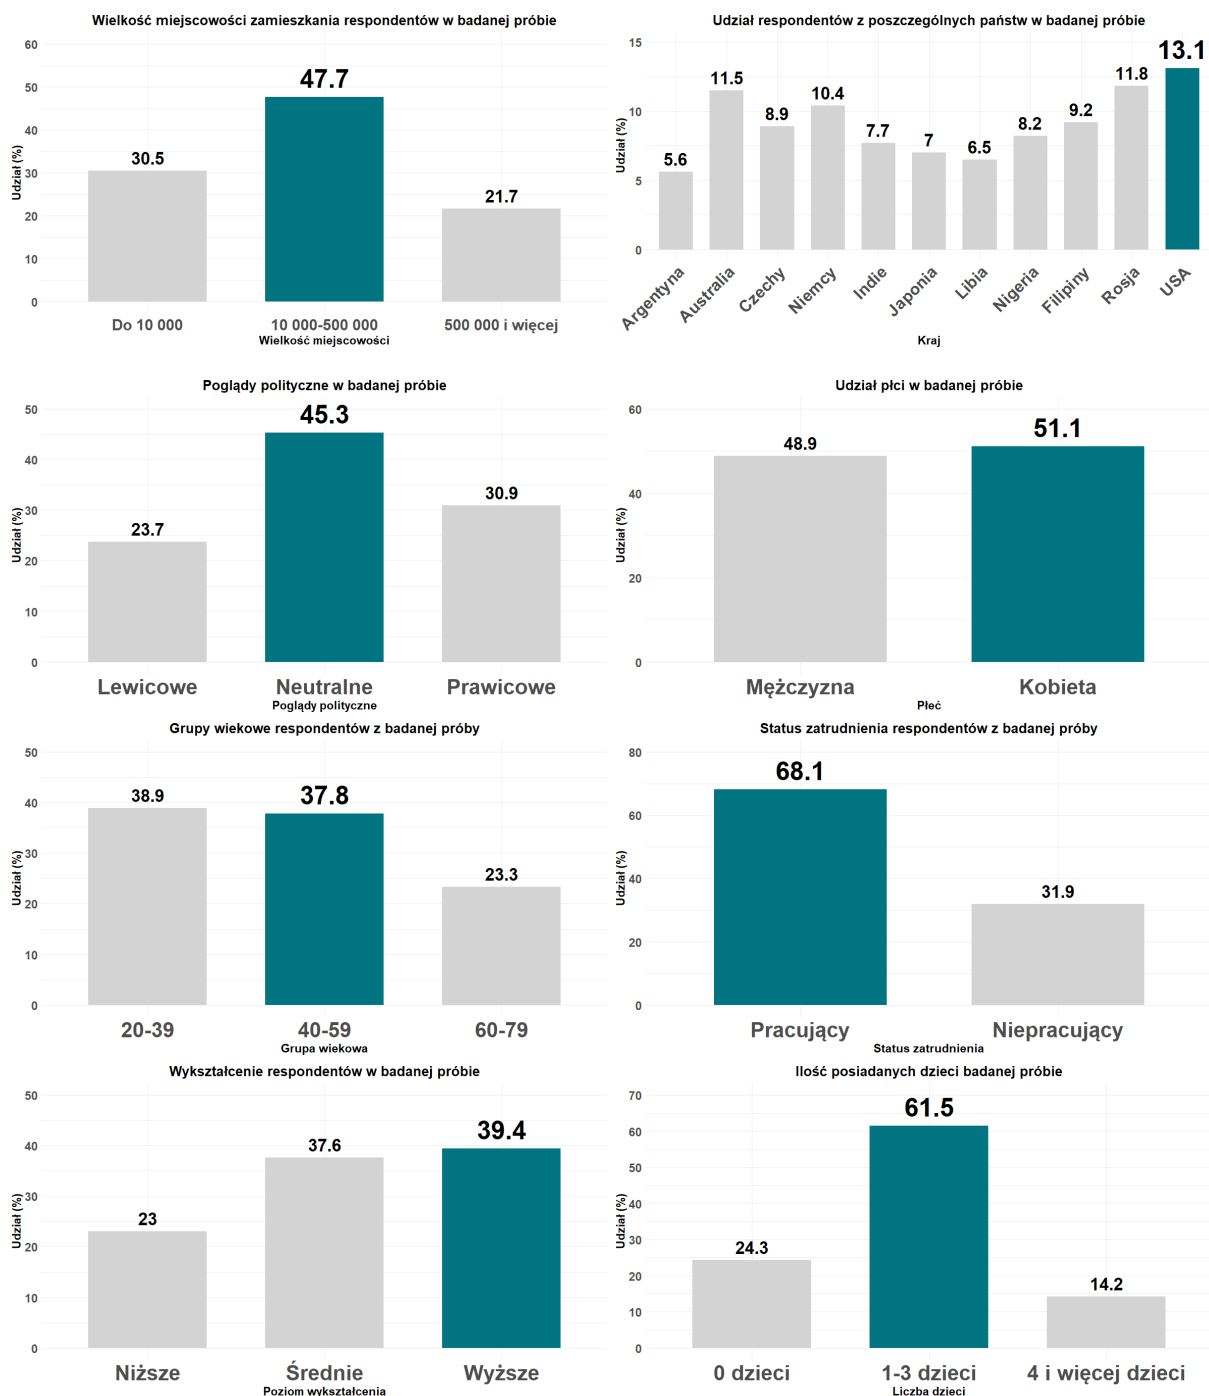 Wielkość miejscowości zamieszkania respondentów w badanej próbie
60
50
40
30
20
10
0
Udział (%)
30.5
47.7
21.7
Do 10 000
10 000-500 000
500 000 i więcej
Wielkość miejscowości
Udział respondentów z poszczególnych państw w badanej próbie
15
10
5
0
Udział (%)
5.6
11.5
8.9
10.4
7.7
7
6.5
8.2
9.2
11.8
13.1
Argentyna
Australia
Czechy
Niemcy
Indie
Japonia
Libia
Nigeria
Filipiny
Rosja
USA
Kraj
Poglądy polityczne w badanej próbie
50
40
30
20
10
0
Udział (%)
23.7
45.3
30.9
Lewicowe
Neutralne
Prawicowe
Poglądy polityczne
Udział płci w badanej próbie
60
40
20
0
Udział (%)
48.9
51.1
Mężczyzna
Kobieta
Płeć
Grupy wiekowe respondentów z badanej próby
50
40
30
20
10
0
Udział (%)
38.9
37.8
23.3
20-39
40-59
60-79
Grupa wiekowa
Status zatrudnienia respondentów z badanej próby
80
60
40
20
0
Udział (%)
68.1
31.9
Pracujący
Niepracujący
Status zatrudnienia
Wykształcenie respondentów w badanej próbie
50
40
30
20
10
0
Udział (%)
23
37.6
39.4
Niższe
Średnie
Wyższe
Poziom wykształcenia
Ilość posiadanych dzieci badanej próbie
70
60
50
40
30
20
10
0
Udział (%)
24.3
61.5
14.2
0 dzieci
1-3 dzieci
4 i więcej dzieci
Liczba dzieci